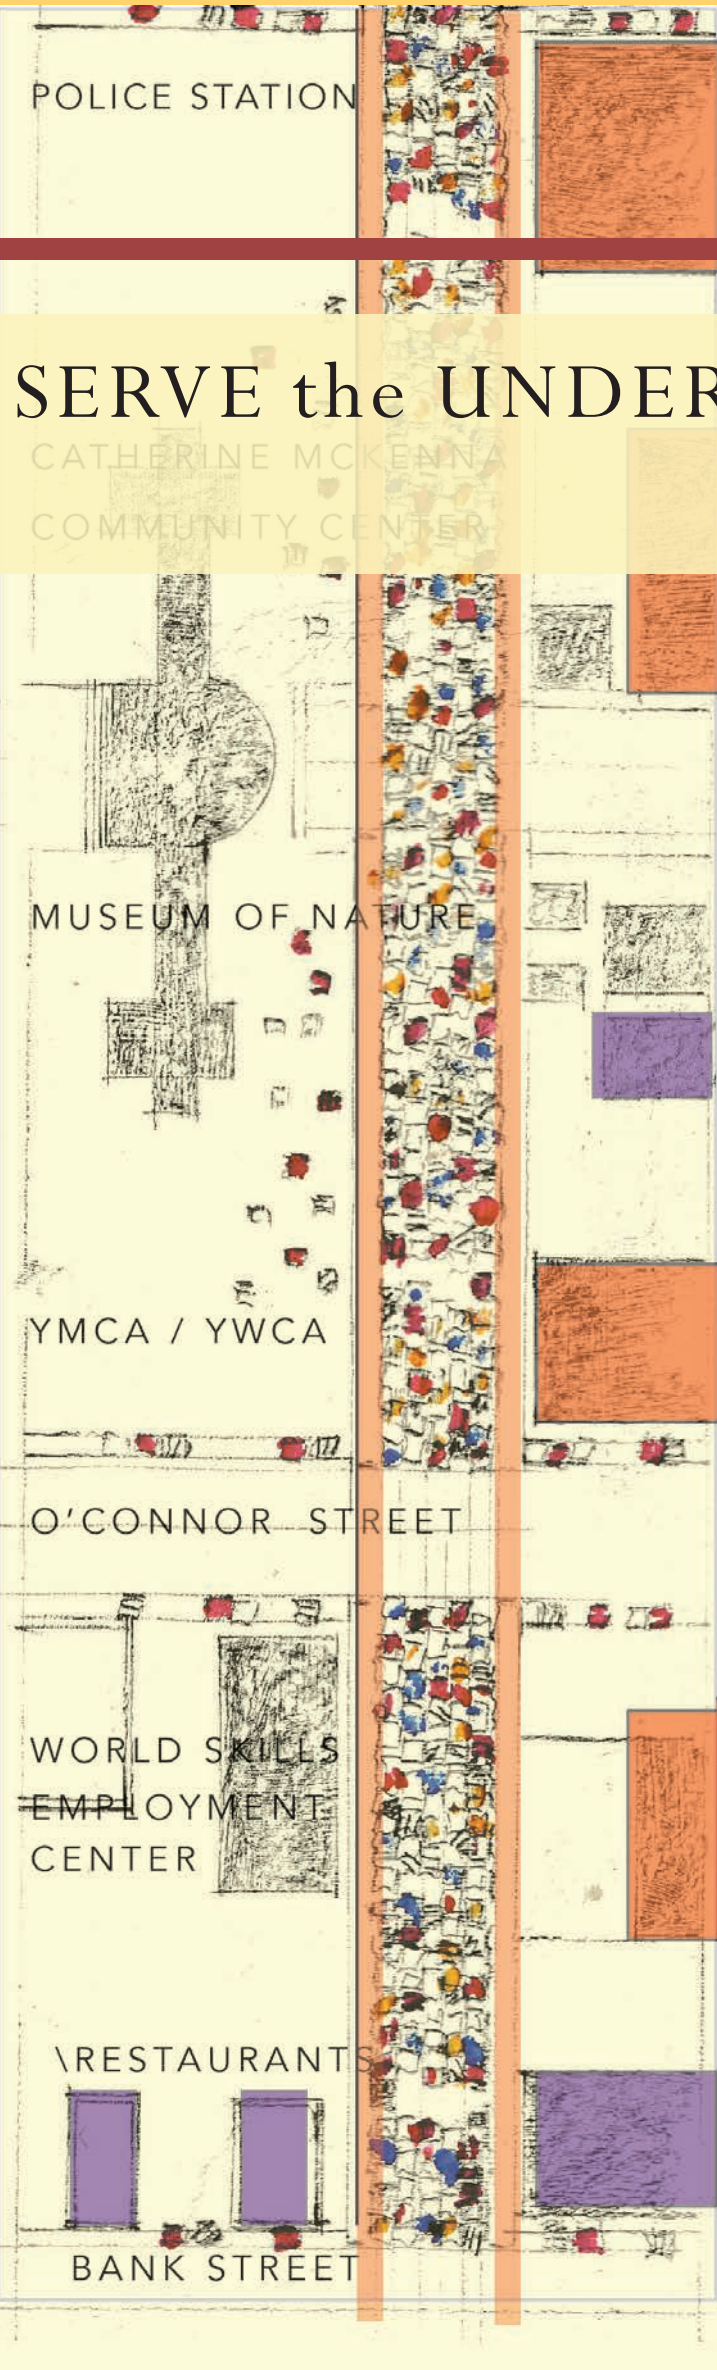 POLICE STATION
SERVE the UNDER
CATHERINE MCKENNA
COMMUNITY CENTER
MUSEUM OF NATURE
YMCA / YWCA
O'CONNOR STREET
WORLD SKILLS
EMPLOYMENT
CENTER
\RESTAURANTS
BANK STREET